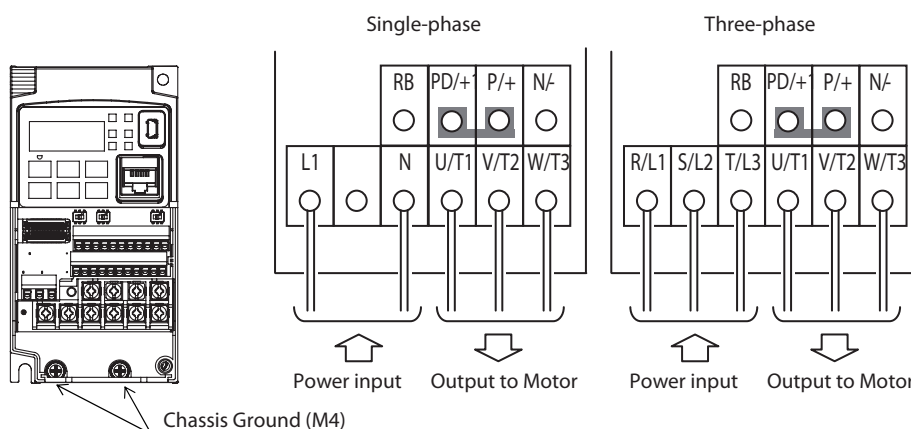 Single-phase
RB PD/+1 P/+ N/-
L1 N U/T1 V/T2 W/T3
Power input Output to Motor
Three-phase
RB PD/+1 P/+ N/-
R/L1 S/L2 T/L3 U/T1 V/T2 W/T3
Power input Output to Motor
Chassis Ground (M4)